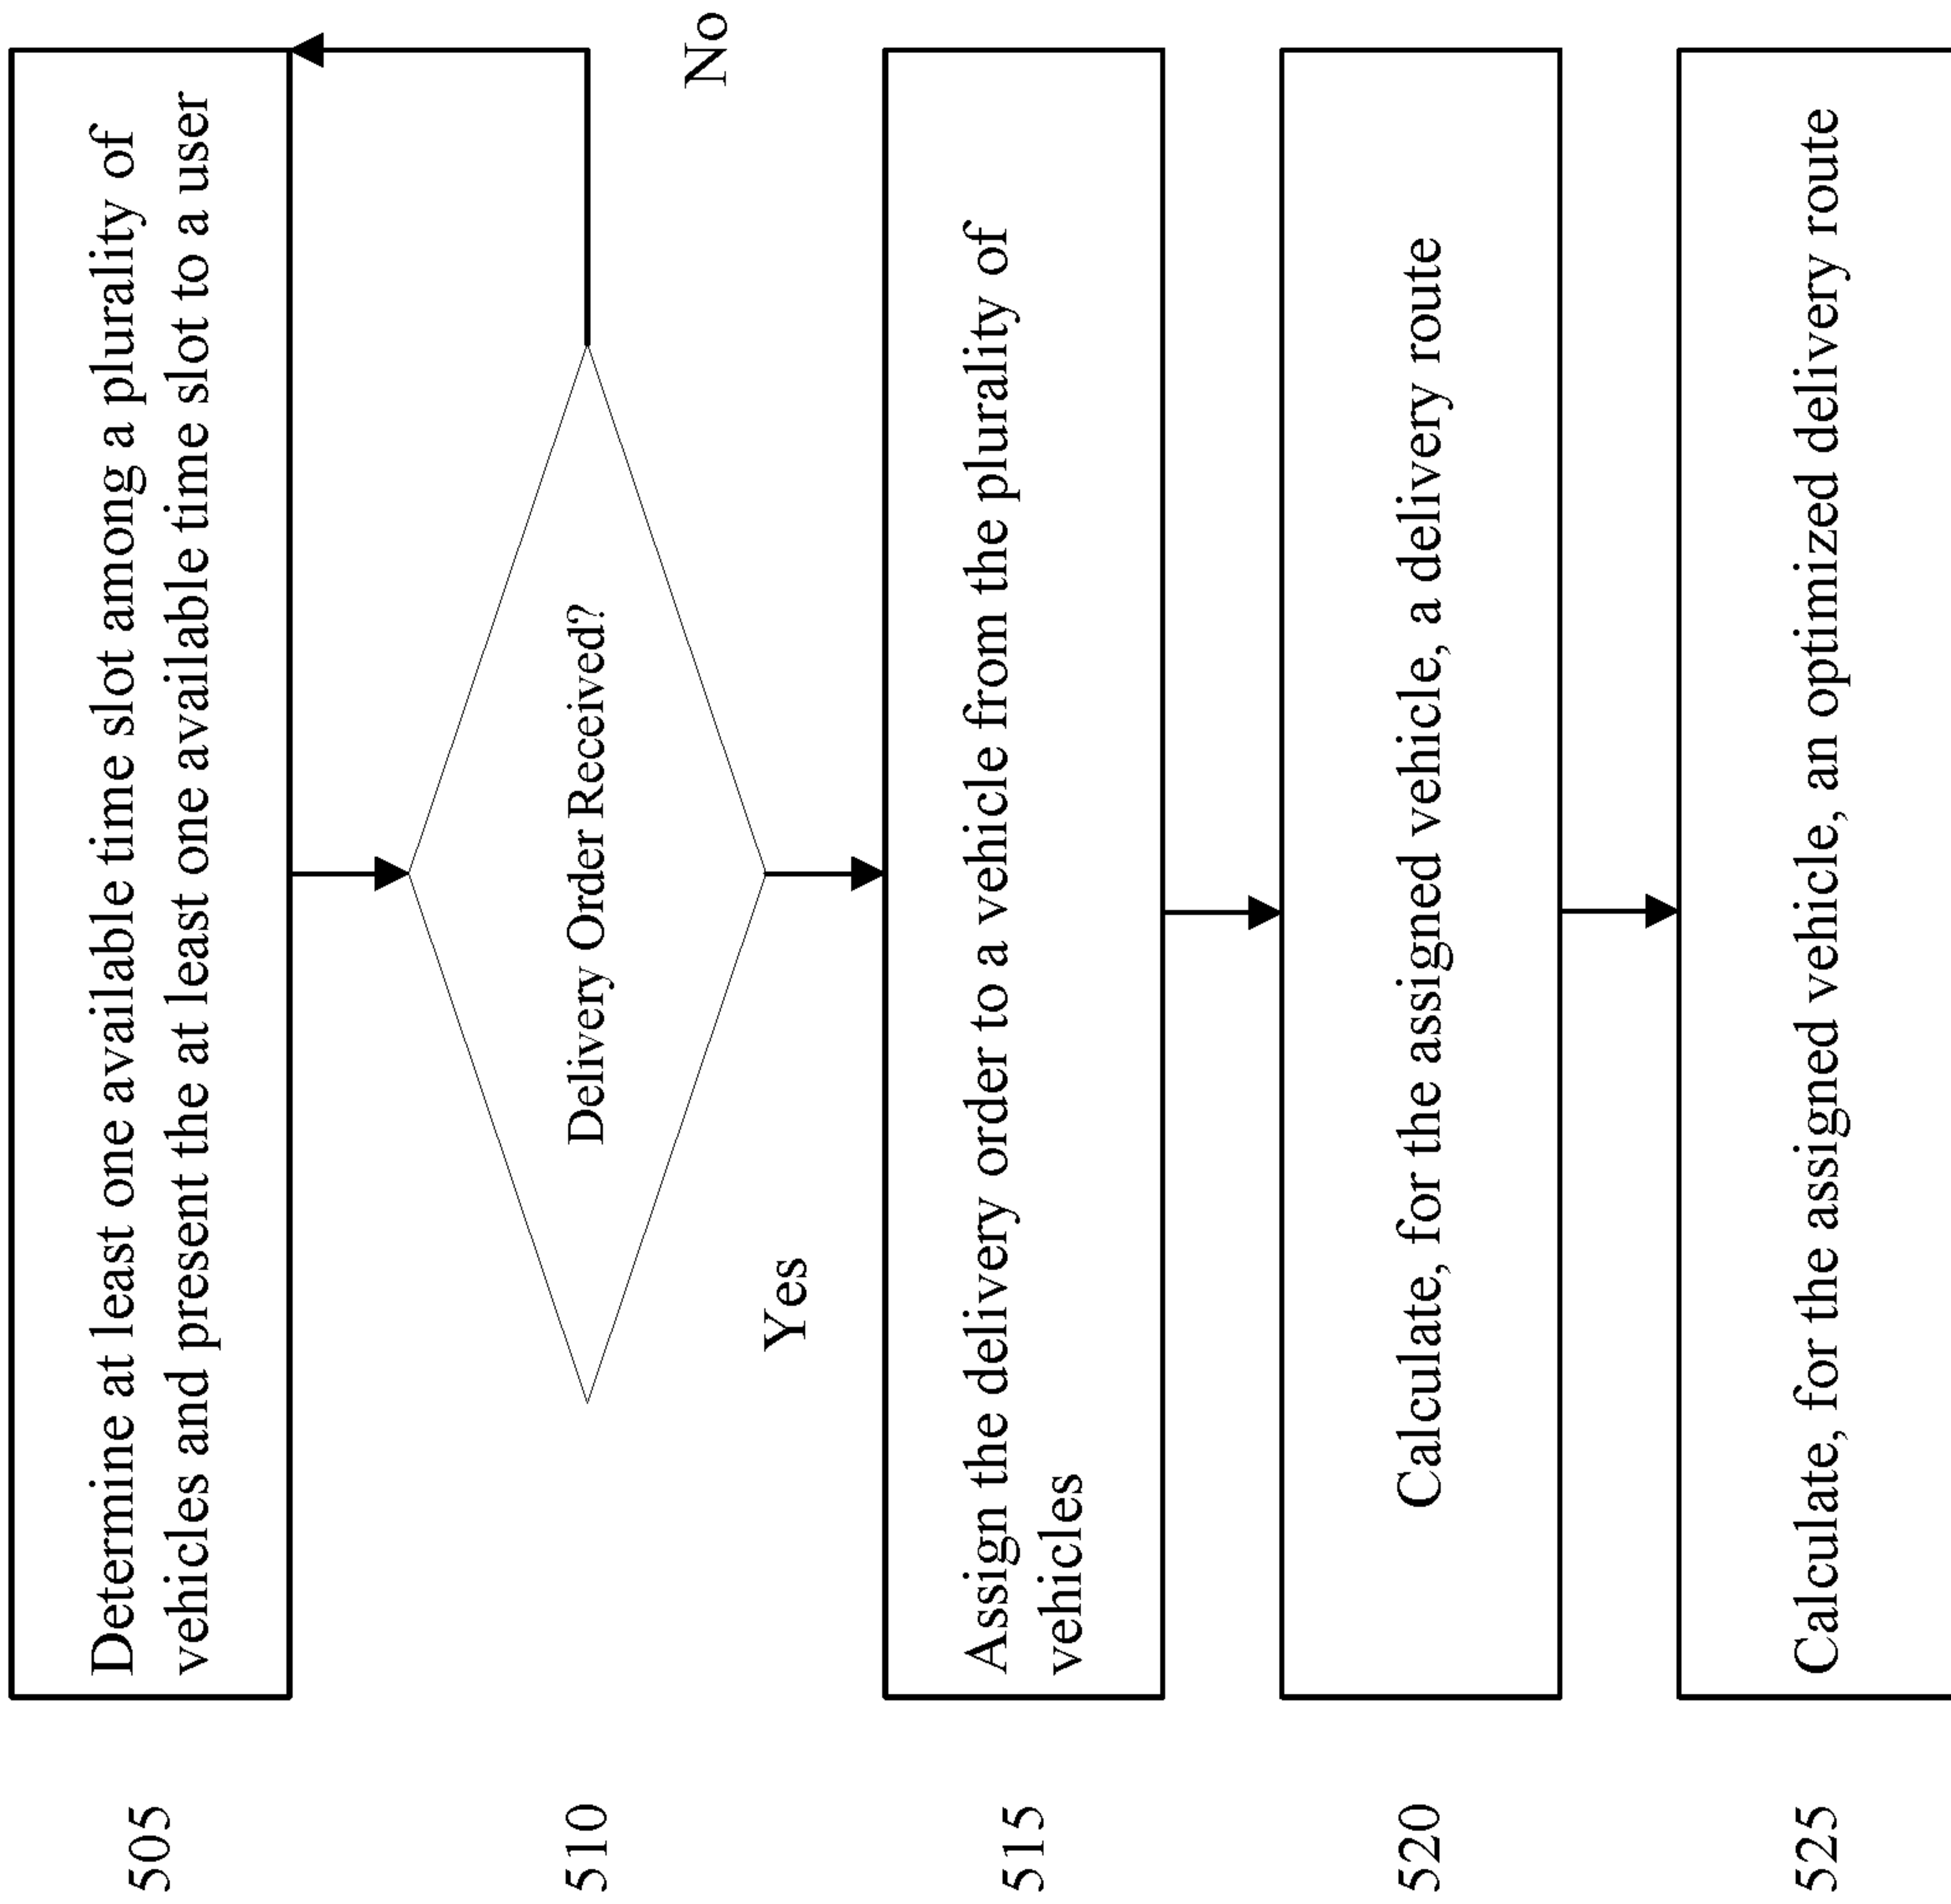 505
Determine at least one available time slot among a plurality of
vehicles and present the at least one available time slot to a user
510
Delivery Order Received?
No
Yes
515
Assign the delivery order to a vehicle from the plurality of
vehicles
520
Calculate, for the assigned vehicle, a delivery route
525
Calculate, for the assigned vehicle, an optimized delivery route